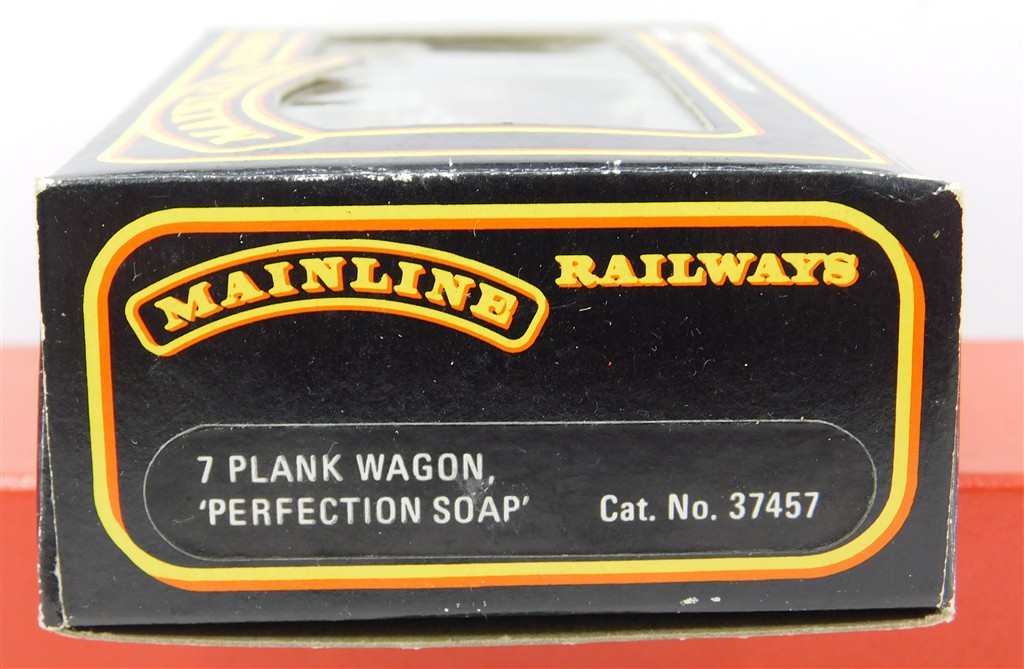 MAINLINE RAILWAYS
7 PLANK WAGON,
'PERFECTION SOAP' Cat. No. 37457